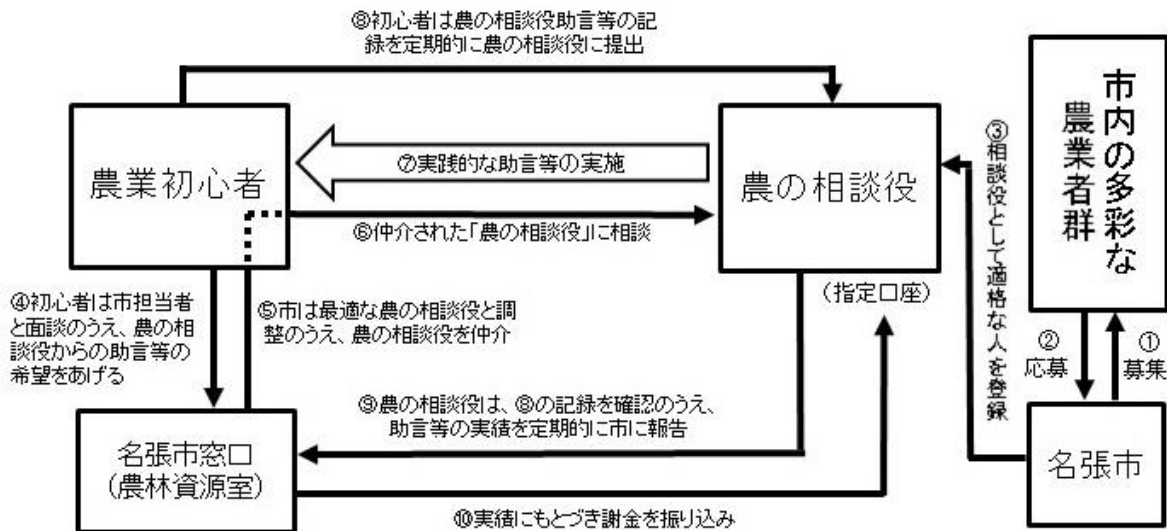 ⑧初心者は農の相談役助言等の記
録を定期的に農の相談役に提出
市内の多彩な
農業者群
農業初心者
⑦実践的な助言等の実施
農の相談役
③相談役として適格な人を登録
⑥仲介された「農の相談役」に相談
④初心者は市担当者
と面談のうえ、農の相
談役からの助言等の
希望をあげる
⑤市は最適な農の相談役と調
整のうえ、農の相談役を仲介
(指定口座)
②
応募
①
募集
⑨農の相談役は、⑧の記録を確認のうえ、
助言等の実績を定期的に市に報告
名張市窓口
(農林資源室)
名張市
⑩実績にもとづき謝金を振り込み